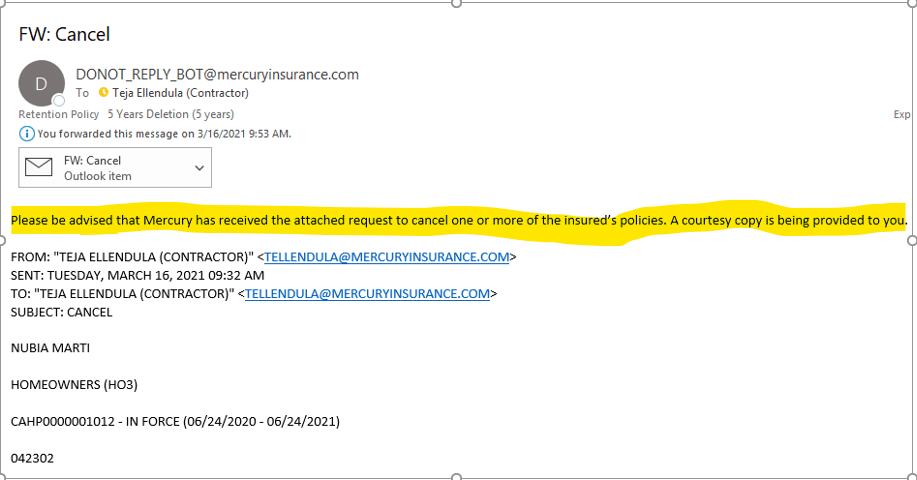 FW: Cancel
D
DONOT_REPLY_BOT@mercuryinsurance.com
To Teja Ellendula (Contractor)
Retention Policy 5 Years Deletion (5 years) Exp
You forwarded this message on 3/16/2021 9:53 AM.
FW: Cancel
Outlook item
Please be advised that Mercury has received the attached request to cancel one or more of the insured's policies. A courtesy copy is being provided to you.
FROM: "TEJA ELLENDULA (CONTRACTOR)" <TELLENDULA@MERCURYINSURANCE.COM>
SENT: TUESDAY, MARCH 16, 2021 09:32 AM
TO: "TEJA ELLENDULA (CONTRACTOR)" <TELLENDULA@MERCURYINSURANCE.COM>
SUBJECT: CANCEL
NUBIA MARTI
HOMEOWNERS (HO3)
CAHP0000001012 - IN FORCE (06/24/2020 - 06/24/2021)
042302